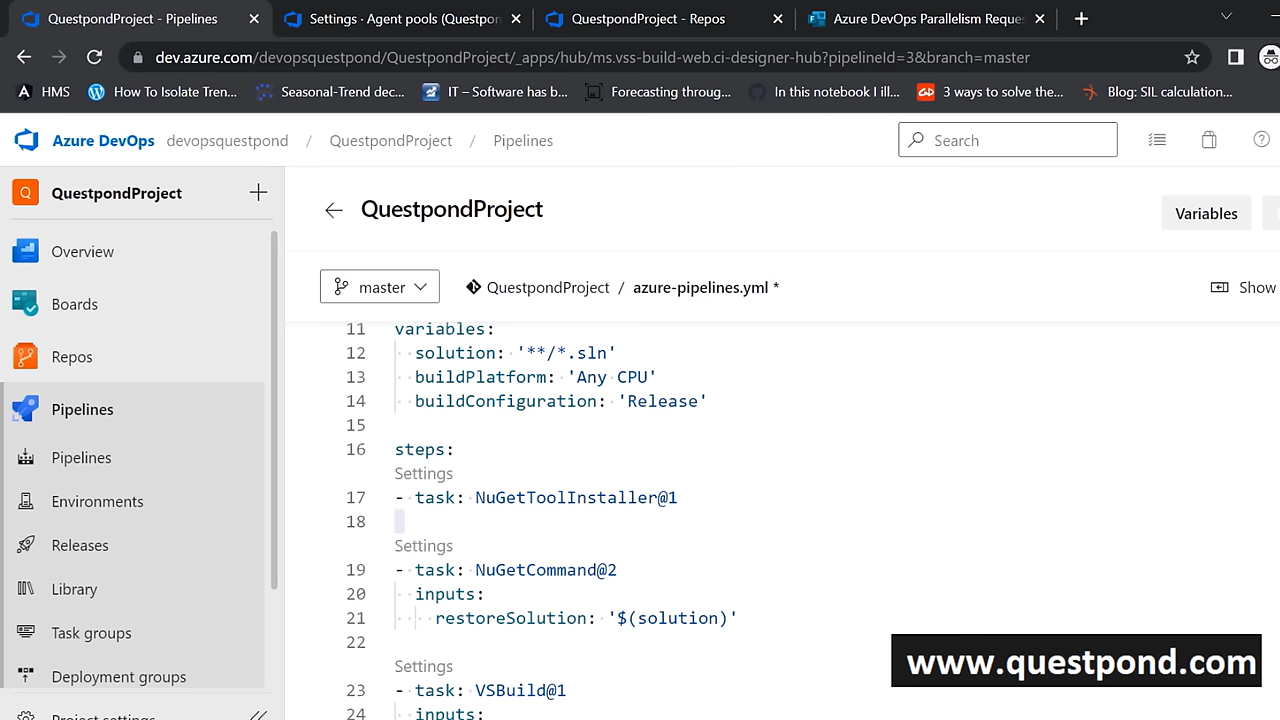 QuestpondProject - Pipelines
Settings · Agent pools (Questpon
QuestpondProject - Repos
Azure DevOps Parallelism Reques
dev.azure.com/devopsquestpond/QuestpondProject/_apps/hub/ms.vss-build-web.ci-designer-hub?pipelineId=3&branch=master
HMS
How To Isolate Tren...
Seasonal-Trend dec...
IT – Software has b...
Forecasting throug...
In this notebook I ill...
3 ways to solve the...
Blog: SIL calculation...
Azure DevOps devopsquestpond / QuestpondProject / Pipelines
Search
Q QuestpondProject
Overview
Boards
Repos
Pipelines
Pipelines
Environments
Releases
Library
Task groups
Deployment groups
Project settings
QuestpondProject
Variables
master
QuestpondProject / azure-pipelines.yml *
Show
11 variables:
12 solution: '**/*.sln'
13 buildPlatform: 'Any CPU'
14 buildConfiguration: 'Release'
15
16 steps:
Settings
17 - task: NuGetToolInstaller@1
18
Settings
19 - task: NuGetCommand@2
20 inputs:
21 restoreSolution: '$(solution)'
22
Settings
23 - task: VSBuild@1
24 inputs:
www.questpond.com